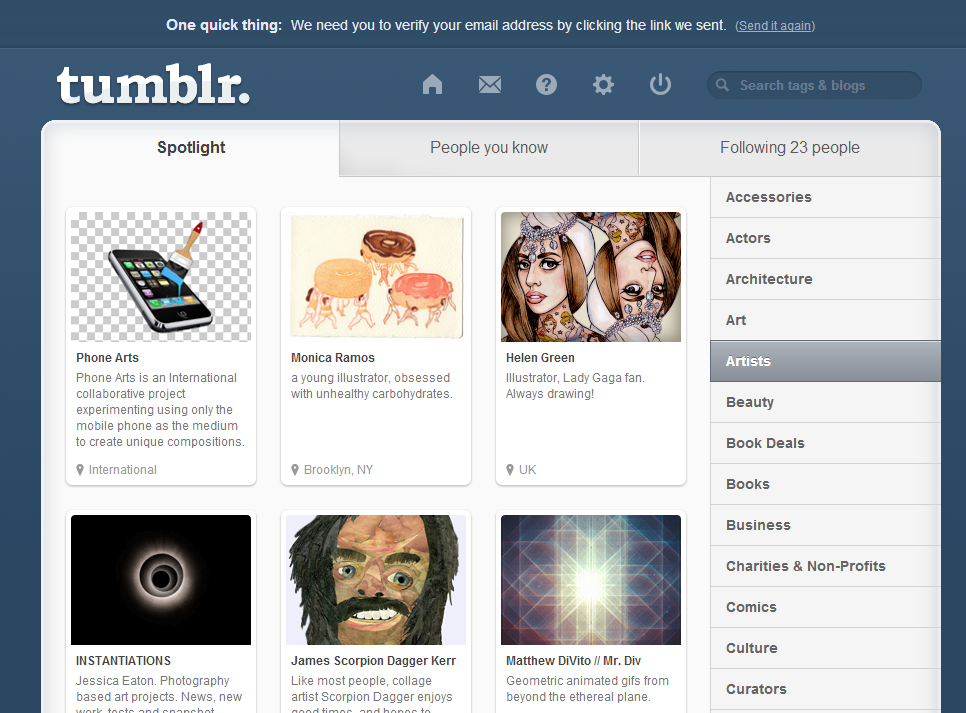 One quick thing: We need you to verify your email address by clicking the link we sent. (Send it again)
tumblr.
Search tags & blogs
Spotlight
People you know
Following 23 people
Phone Arts
Phone Arts is an International
collaborative project
experimenting using only the
mobile phone as the medium
to create unique compositions.
International
Monica Ramos
a young illustrator, obsessed
with unhealthy carbohydrates.
Brooklyn, NY
Helen Green
Illustrator, Lady Gaga fan.
Always drawing!
UK
INSTANTIATIONS
Jessica Eaton. Photography
based art projects. News, new
work, tests and snapshot
James Scorpion Dagger Kerr
Like most people, collage
artist Scorpion Dagger enjoys
good times, and hopes to
Matthew DiVito // Mr. Div
Geometric animated gifs from
beyond the ethereal plane.
Accessories
Actors
Architecture
Art
Artists
Beauty
Book Deals
Books
Business
Charities & Non-Profits
Comics
Culture
Curators